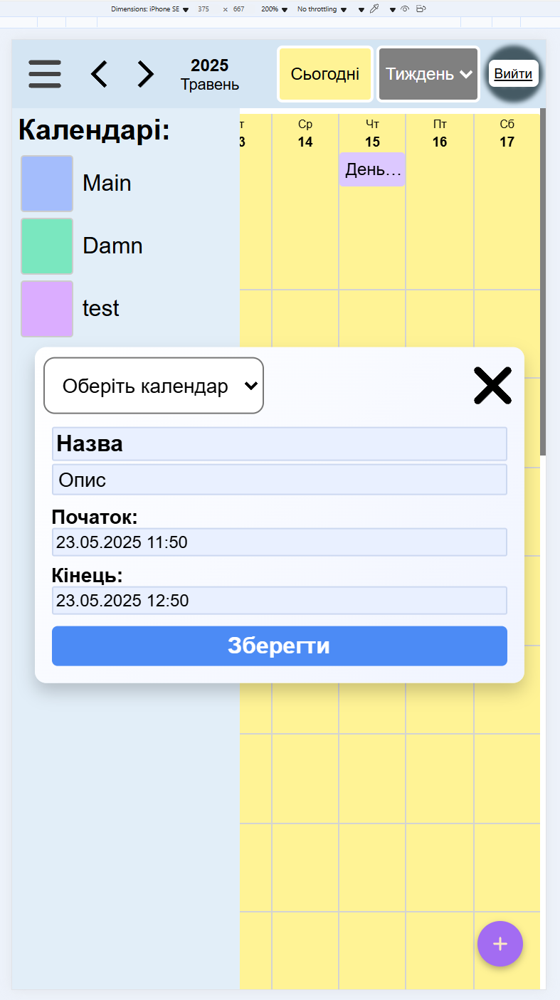 Dimensions: iPhone SE 375 × 667 200% No throttling
2025
Травень
Сьогодні
Тиждень
Выйти
Календарі:
Main
Damn
test
т Ср Чт Пт Сб
3 14 15 16 17
День…
Оберіть календар
Назва
Опис
Початок:
23.05.2025 11:50
Кінець:
23.05.2025 12:50
Зберегти
+